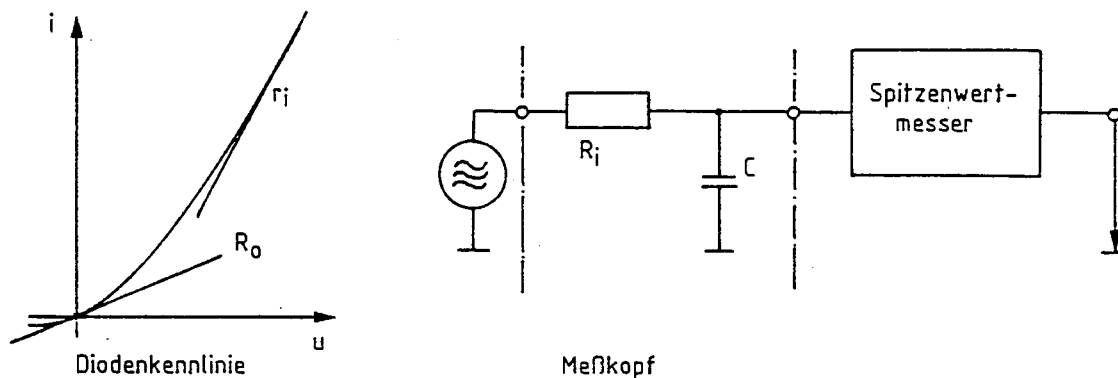 i
r_i
R_o
u
Diodenkennlinie
R_i
C
Spitzenwert-
messer
Meßkopf